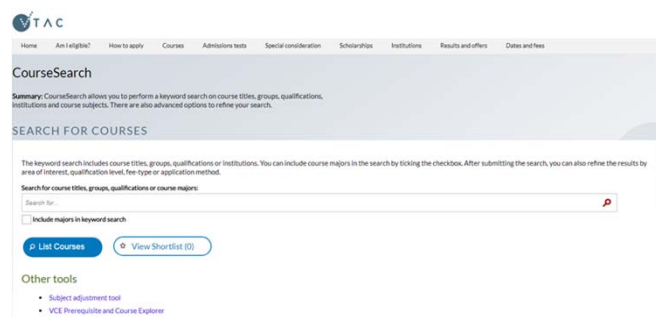 VTAC
Home Am I eligible? How to apply Courses Admissions tests Special consideration Scholarships Institutions Results and offers Dates and fees
CourseSearch
Summary: CourseSearch allows you to perform a keyword search on course titles, groups, qualifications,
institutions and course subjects. There are also advanced options to refine your search.
SEARCH FOR COURSES
The keyword search includes course titles, groups, qualifications or institutions. You can include course majors in the search by ticking the checkbox. After submitting the search, you can also refine the results by
area of interest, qualification level, fee-type or application method.
Search for course titles, groups, qualifications or course majors:
Search for...
Include majors in keyword search
List Courses View Shortlist (0)
Other tools
• Subject adjustment tool
• VCE Prerequisite and Course Explorer